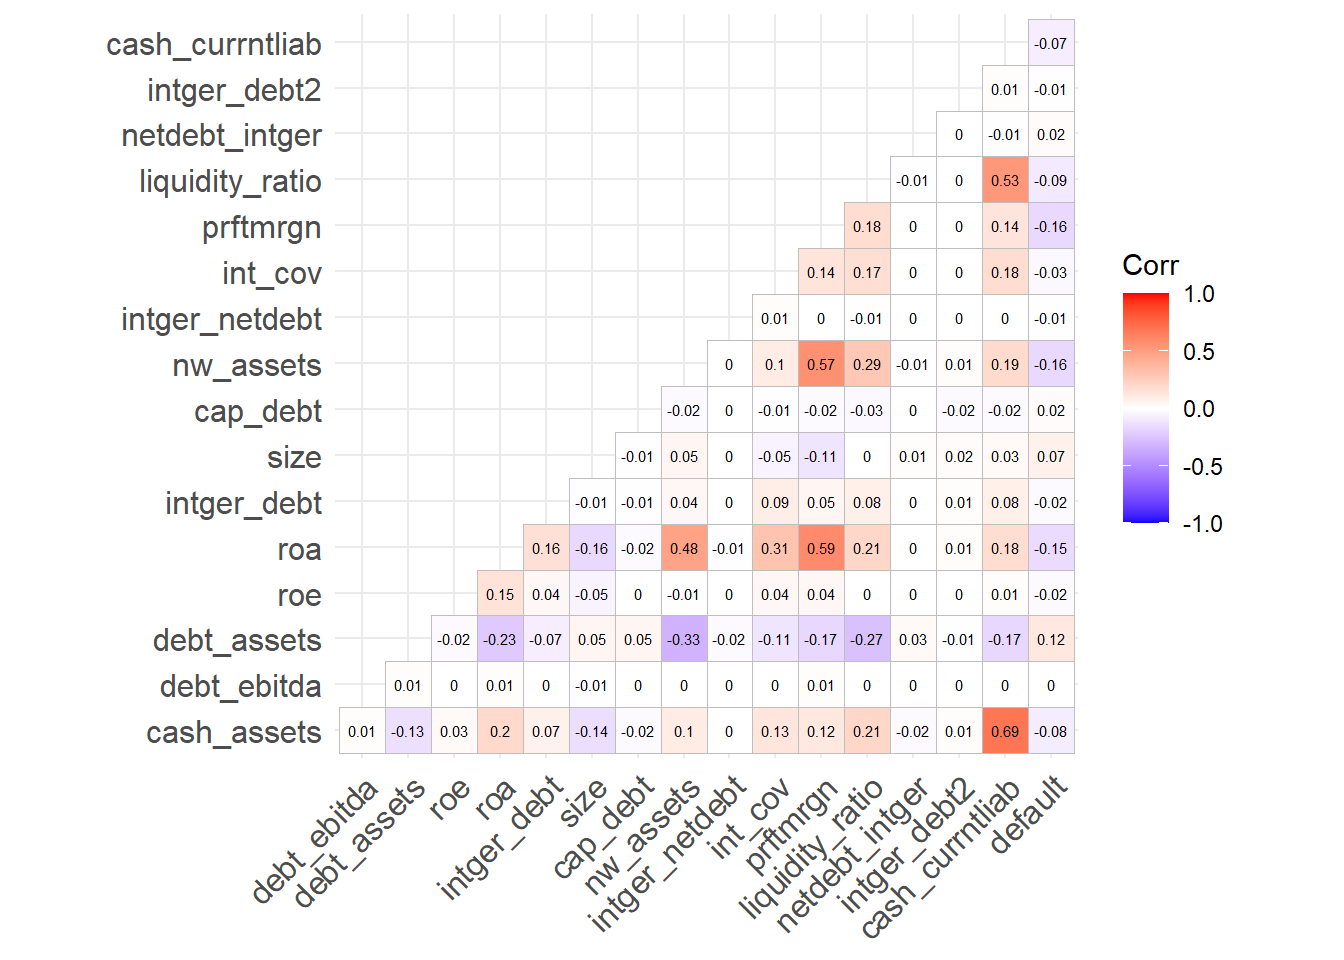 cash_currntliab -0.07
intger_debt2 0.01 -0.01
netdebt_intger 0 -0.01 0.02
liquidity_ratio -0.01 0 0.53 -0.09
prftmrgn 0.18 0 0 0.14 -0.16
int_cov 0.14 0.17 0 0 0.18 -0.03
intger_netdebt 0.01 0 -0.01 0 0 0 -0.01
nw_assets 0 0.1 0.57 0.29 -0.01 0.01 0.19 -0.16
cap_debt -0.02 0 -0.01 -0.02 -0.03 0 -0.02 -0.02 0.02
size -0.01 0.05 0 -0.05 -0.11 0 0.01 0.02 0.03 0.07
intger_debt -0.01 -0.01 0.04 0 0.09 0.05 0.08 0 0.01 0.08 -0.02
roa 0.16 -0.16 -0.02 0.48 -0.01 0.31 0.59 0.21 0 0.01 0.18 -0.15
roe 0.15 0.04 -0.05 0 -0.01 0 0.04 0.04 0 0 0 0.01 -0.02
debt_assets -0.02 -0.23 -0.07 0.05 0.05 -0.33 -0.02 -0.11 -0.17 -0.27 0.03 -0.01 -0.17 0.12
debt_ebitda 0.01 0 0.01 0 -0.01 0 0 0 0 0.01 0 0 0 0 0
cash_assets 0.01 -0.13 0.03 0.2 0.07 -0.14 -0.02 0.1 0 0.13 0.12 0.21 -0.02 0.01 0.69 -0.08
debt_ebitda
debt_assets
roe
roa
intger_debt
size
cap_debt
nw_assets
intger_netdebt
int_cov
prftmrgn
liquidity_ratio
netdebt_intger
intger_debt2
cash_currntliab
default
Corr
1.0
0.5
0.0
-0.5
-1.0